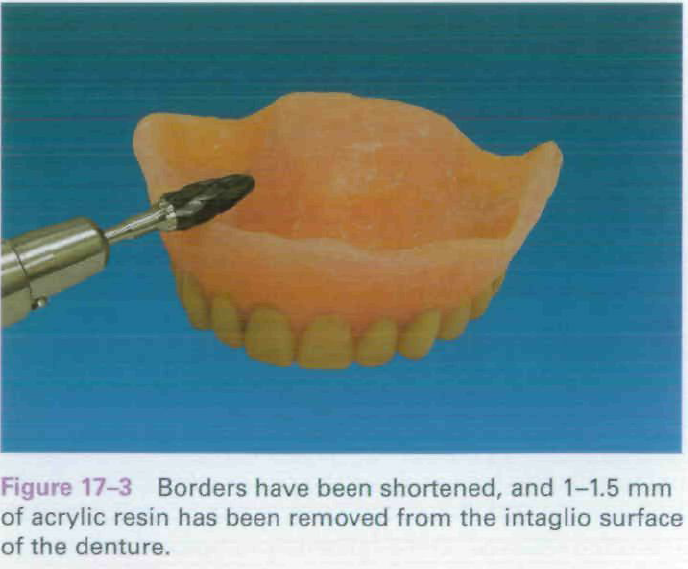 Figure 17–3 Borders have been shortened, and 1–1.5 mm
of acrylic resin has been removed from the intaglio surface
of the denture.